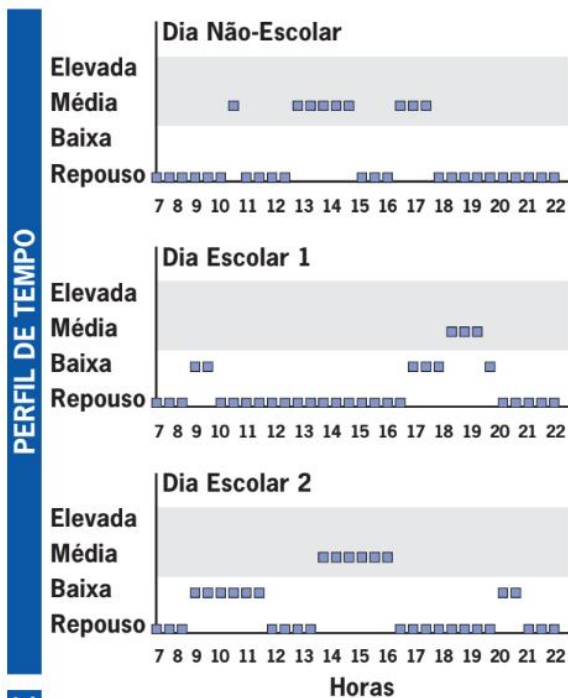 PERFIL DE TEMPO
Dia Não-Escolar
Elevada
Média
Baixa
Repouso
7 8 9 10 11 12 13 14 15 16 17 18 19 20 21 22
Dia Escolar 1
Elevada
Média
Baixa
Repouso
7 8 9 10 11 12 13 14 15 16 17 18 19 20 21 22
Dia Escolar 2
Elevada
Média
Baixa
Repouso
7 8 9 10 11 12 13 14 15 16 17 18 19 20 21 22
Horas